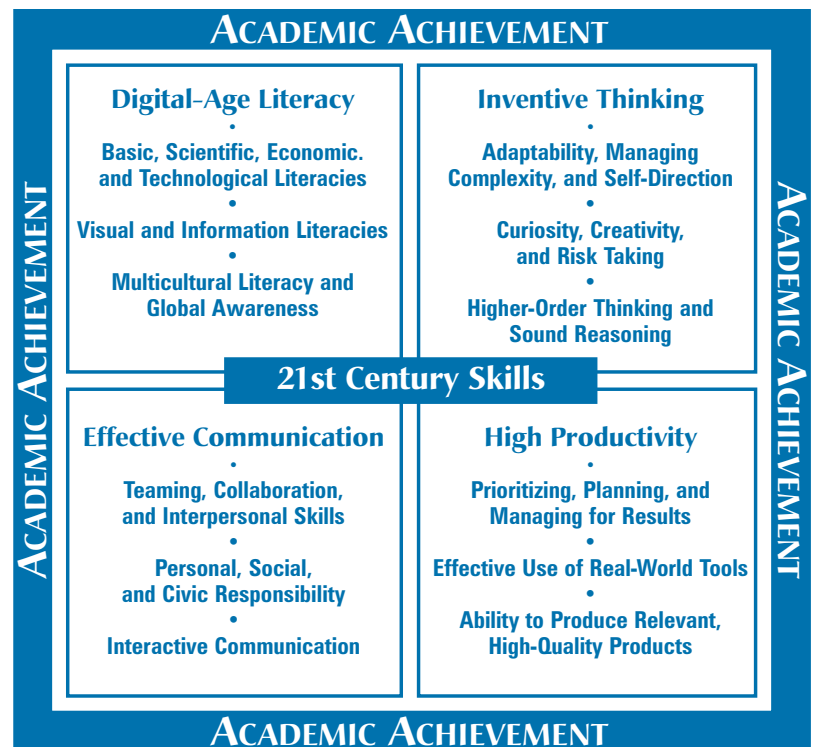 ACADEMIC ACHIEVEMENT
ACADEMIC ACHIEVEMENT
Digital-Age Literacy
•
Basic, Scientific, Economic.
and Technological Literacies
•
Visual and Information Literacies
•
Multicultural Literacy and
Global Awareness
Inventive Thinking
•
Adaptability, Managing
Complexity, and Self-Direction
•
Curiosity, Creativity,
and Risk Taking
•
Higher-Order Thinking and
Sound Reasoning
21st Century Skills
Effective Communication
•
Teaming, Collaboration,
and Interpersonal Skills
•
Personal, Social,
and Civic Responsibility
•
Interactive Communication
High Productivity
•
Prioritizing, Planning, and
Managing for Results
•
Effective Use of Real-World Tools
•
Ability to Produce Relevant,
High-Quality Products
ACADEMIC ACHIEVEMENT
ACADEMIC ACHIEVEMENT